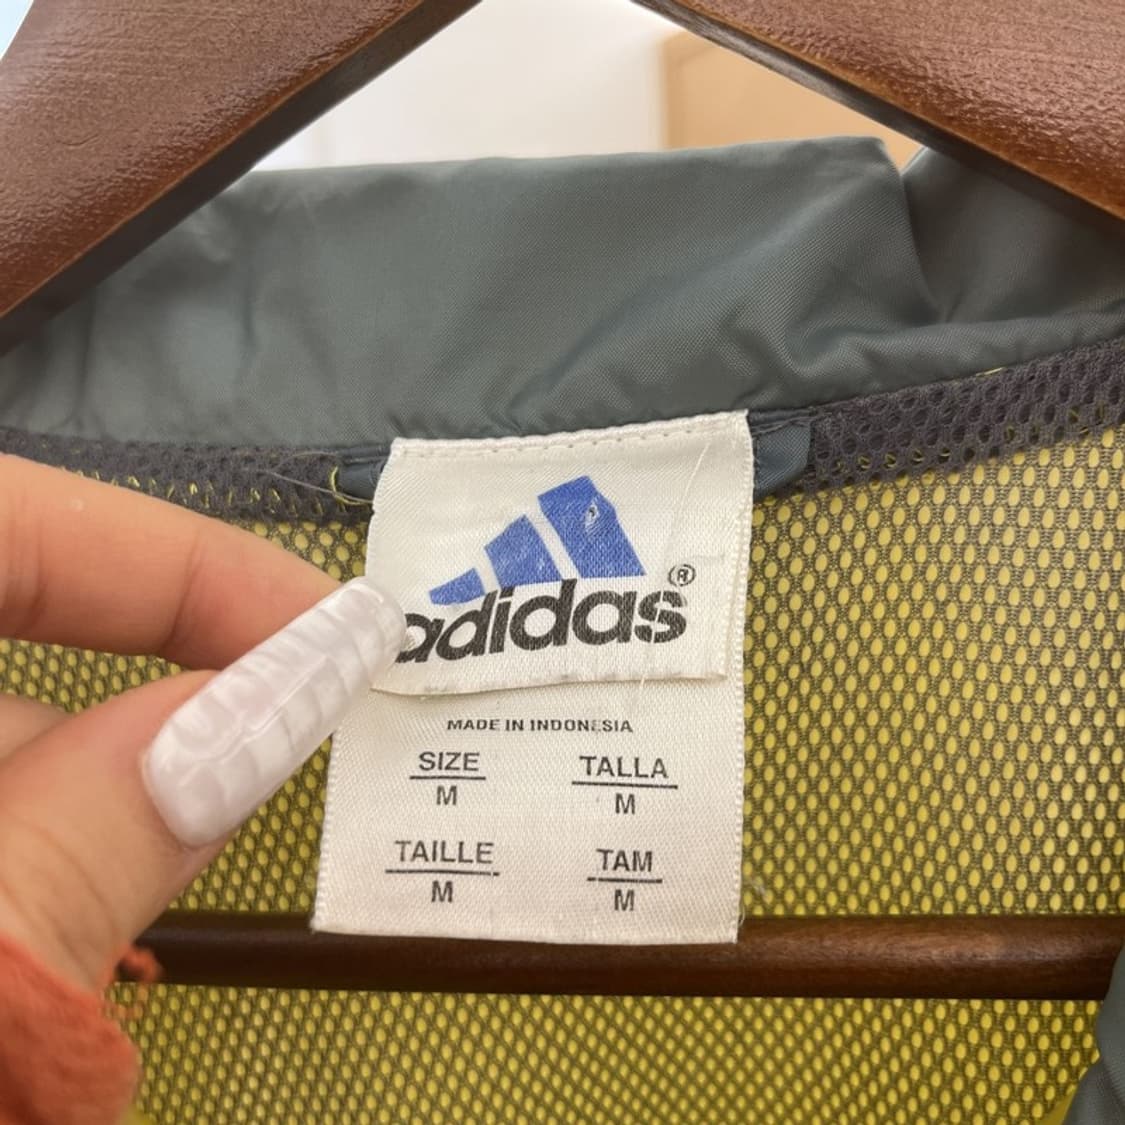 adidas®
MADE IN INDONESIA
SIZE TALLA
M M
TAILLE TAM
M M